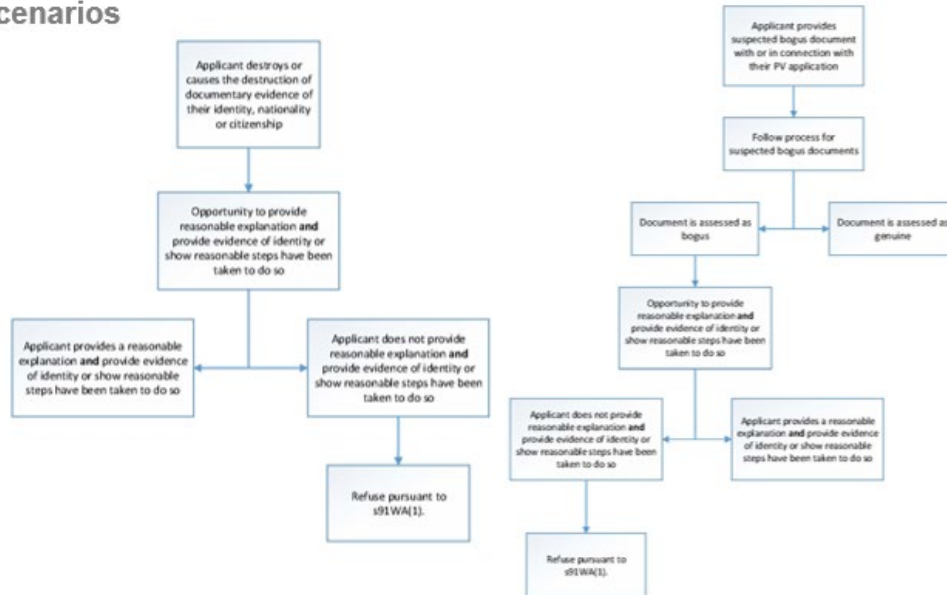 cenarios
Applicant destroys or
causes the destruction of
documentary evidence of
their identity, nationality
or citizenship
Opportunity to provide
reasonable explanation and
provide evidence of identity or
show reasonable steps have been
taken to do so
Applicant provides a reasonable
explanation and provide evidence
of identity or show reasonable
steps have been taken to do so
Applicant does not provide
reasonable explanation and
provide evidence of identity or
show reasonable steps have been
taken to do so
Refuse pursuant to
s91WA(1).
Applicant provides
suspected bogus document
with or in connection with
their PV application
Follow process for
suspected bogus documents
Document is assessed as
bogus
Document is assessed as
genuine
Opportunity to provide
reasonable explanation and
provide evidence of identity or
show reasonable steps have been
taken to do so
Applicant does not provide
reasonable explanation and
provide evidence of identity or
show reasonable steps have been
taken to do so
Applicant provides a reasonable
explanation and provide evidence
of identity or show reasonable
steps have been taken to do so
Refuse pursuant to
s91WA(1).